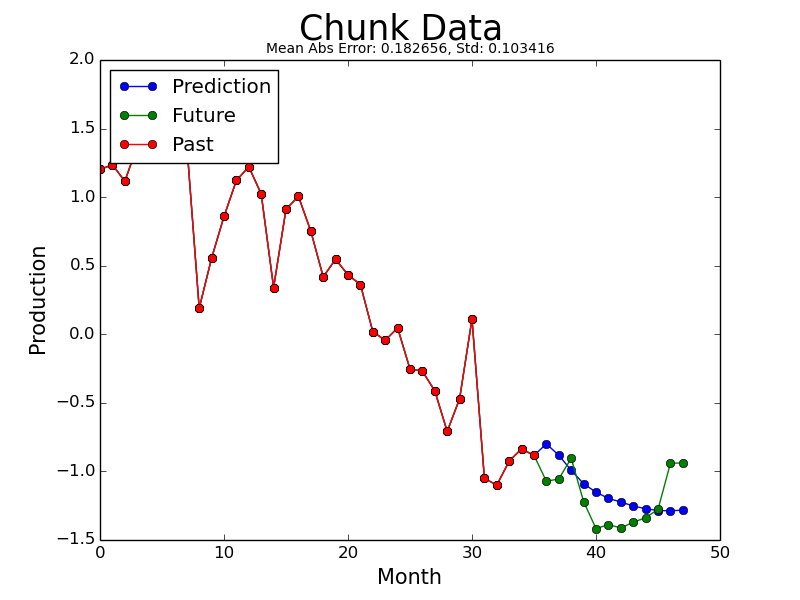 Chunk Data
Mean Abs Error: 0.182656, Std: 0.103416
2.0
1.5
1.0
0.5
0.0
−0.5
−1.0
−1.5
Production
Prediction
Future
Past
0 10 20 30 40 50
Month